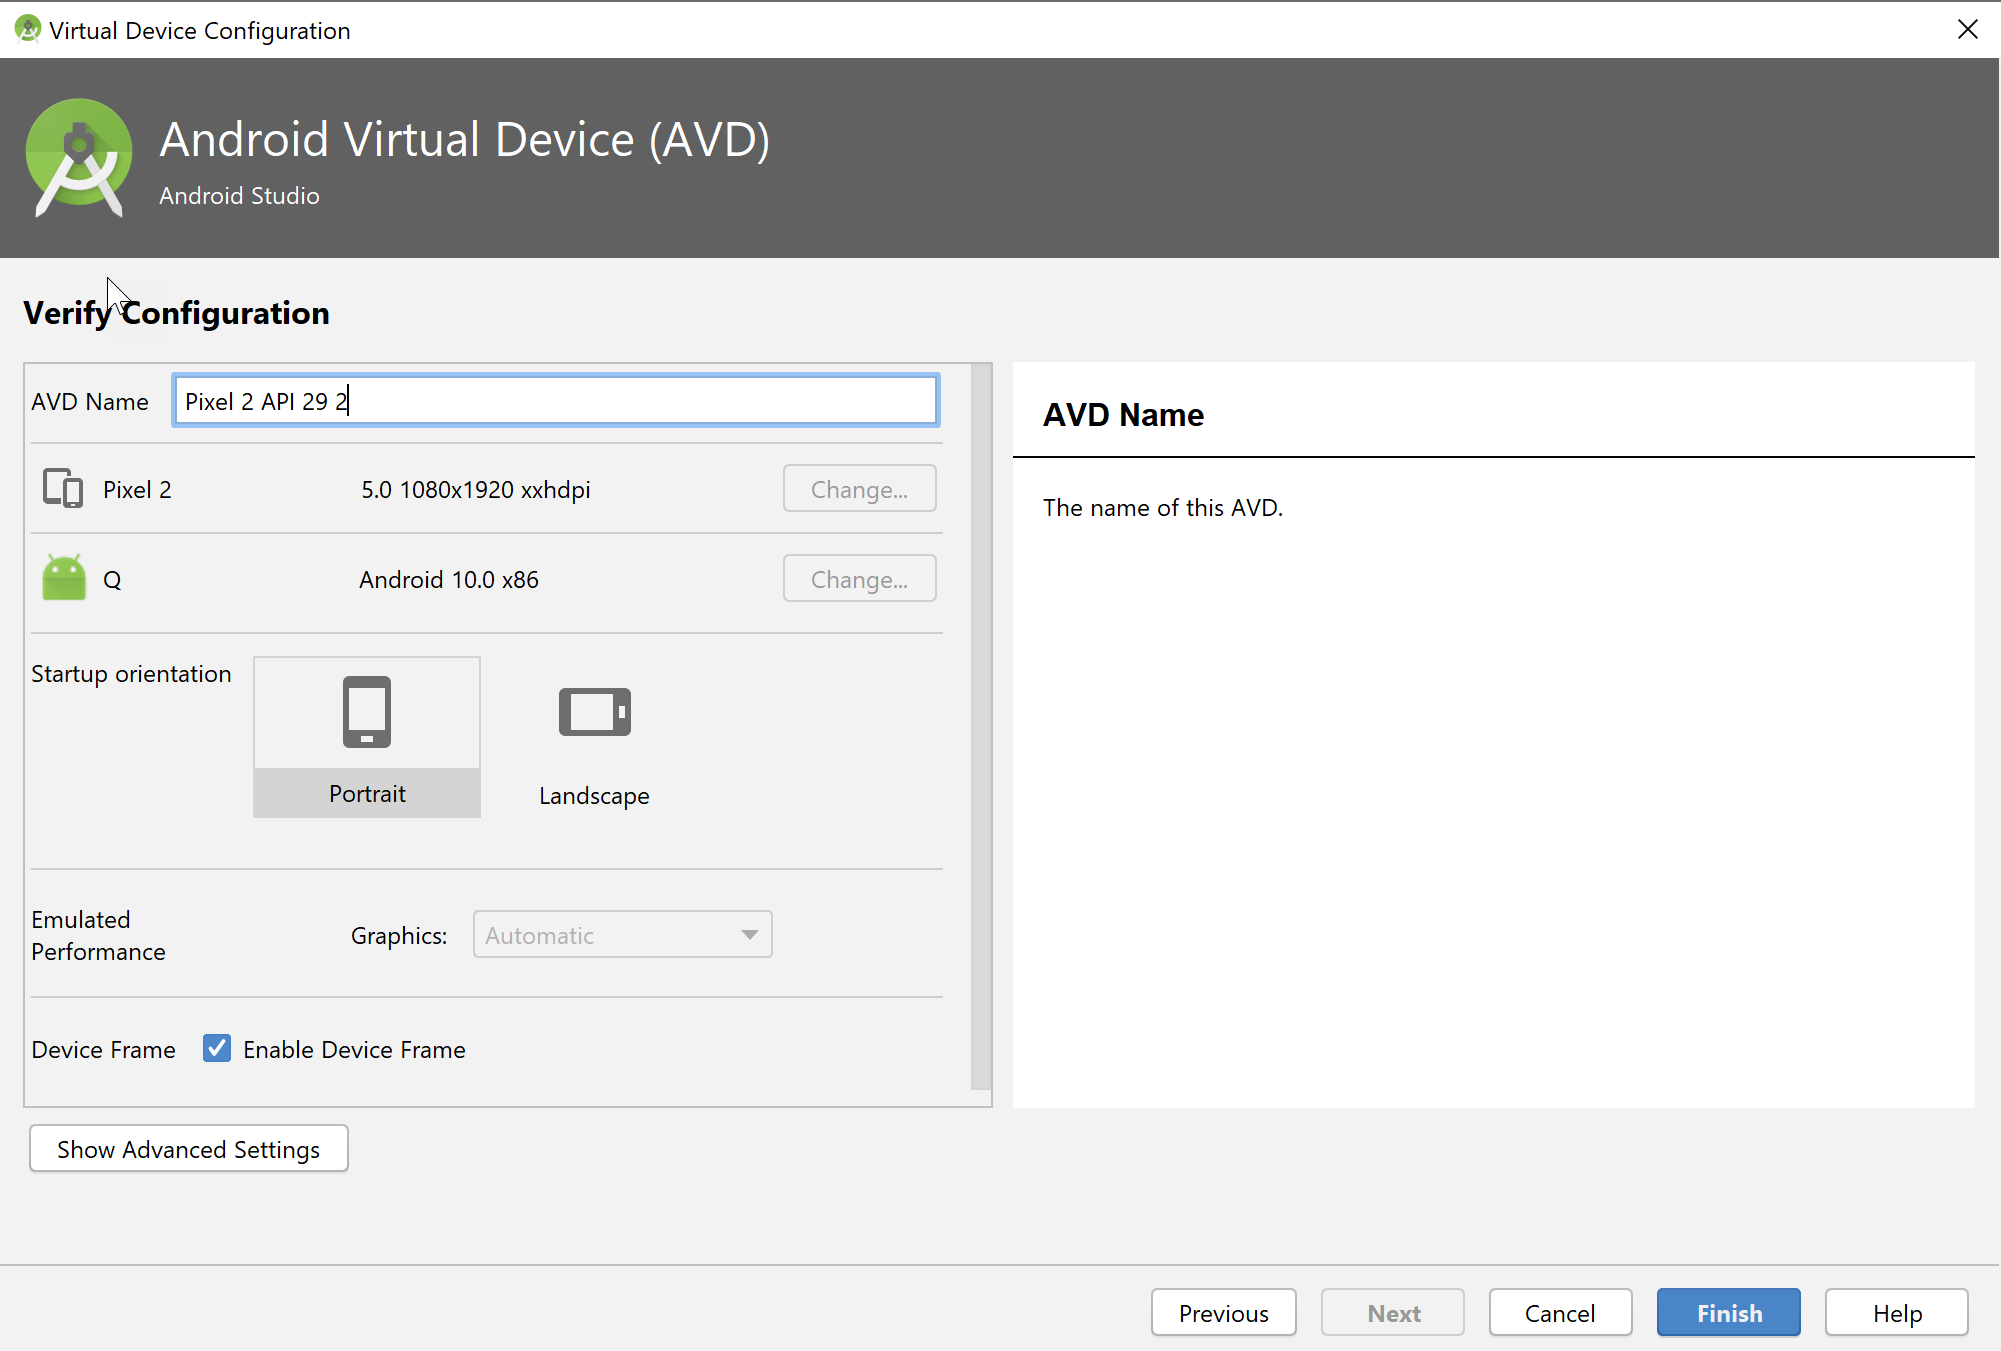 Virtual Device Configuration
Android Virtual Device (AVD)
Android Studio
Verify Configuration
AVD Name
Pixel 2 API 29 2
Pixel 2
5.0 1080x1920 xxhdpi
Change...
Q
Android 10.0 x86
Change...
Startup orientation
Portrait
Landscape
Emulated
Performance
Graphics:
Automatic
Device Frame
Enable Device Frame
Show Advanced Settings
AVD Name
The name of this AVD.
Previous
Next
Cancel
Finish
Help